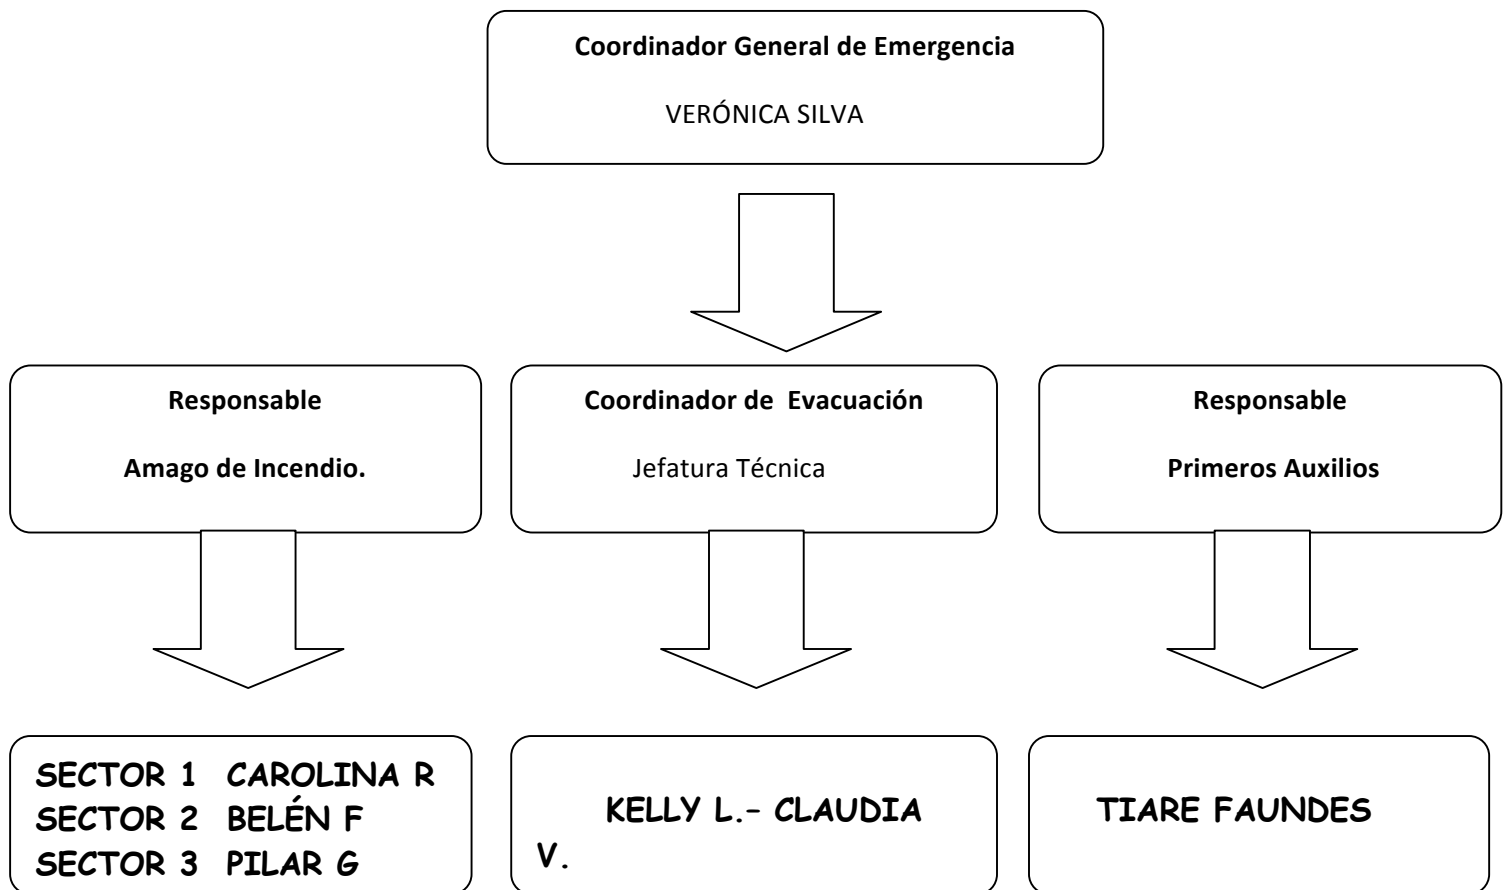 Coordinador General de Emergencia
VERÓNICA SILVA
Responsable
Amago de Incendio.
Coordinador de Evacuación
Jefatura Técnica
Responsable
Primeros Auxilios
SECTOR 1 CAROLINA R
SECTOR 2 BELÉN F
SECTOR 3 PILAR G
KELLY L.- CLAUDIA
V.
TIARE FAUNDES